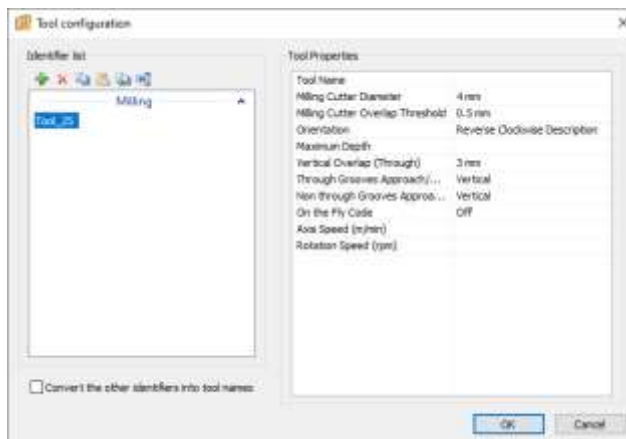 Tool configuration
Identifier list
Milling
Tool_25
Convert the other identifiers into tool names
Tool Properties
Tool Name
Milling Cutter Diameter 4 mm
Milling Cutter Overlap Threshold 0.5 mm
Orientation Reverse Clockwise Description
Maximum Depth
Vertical Overlap (Through) 3 mm
Through Grooves Approach/... Vertical
Non through Grooves Approa... Vertical
On the Fly Code Off
Axis Speed (m/min)
Rotation Speed (rpm)
OK Cancel